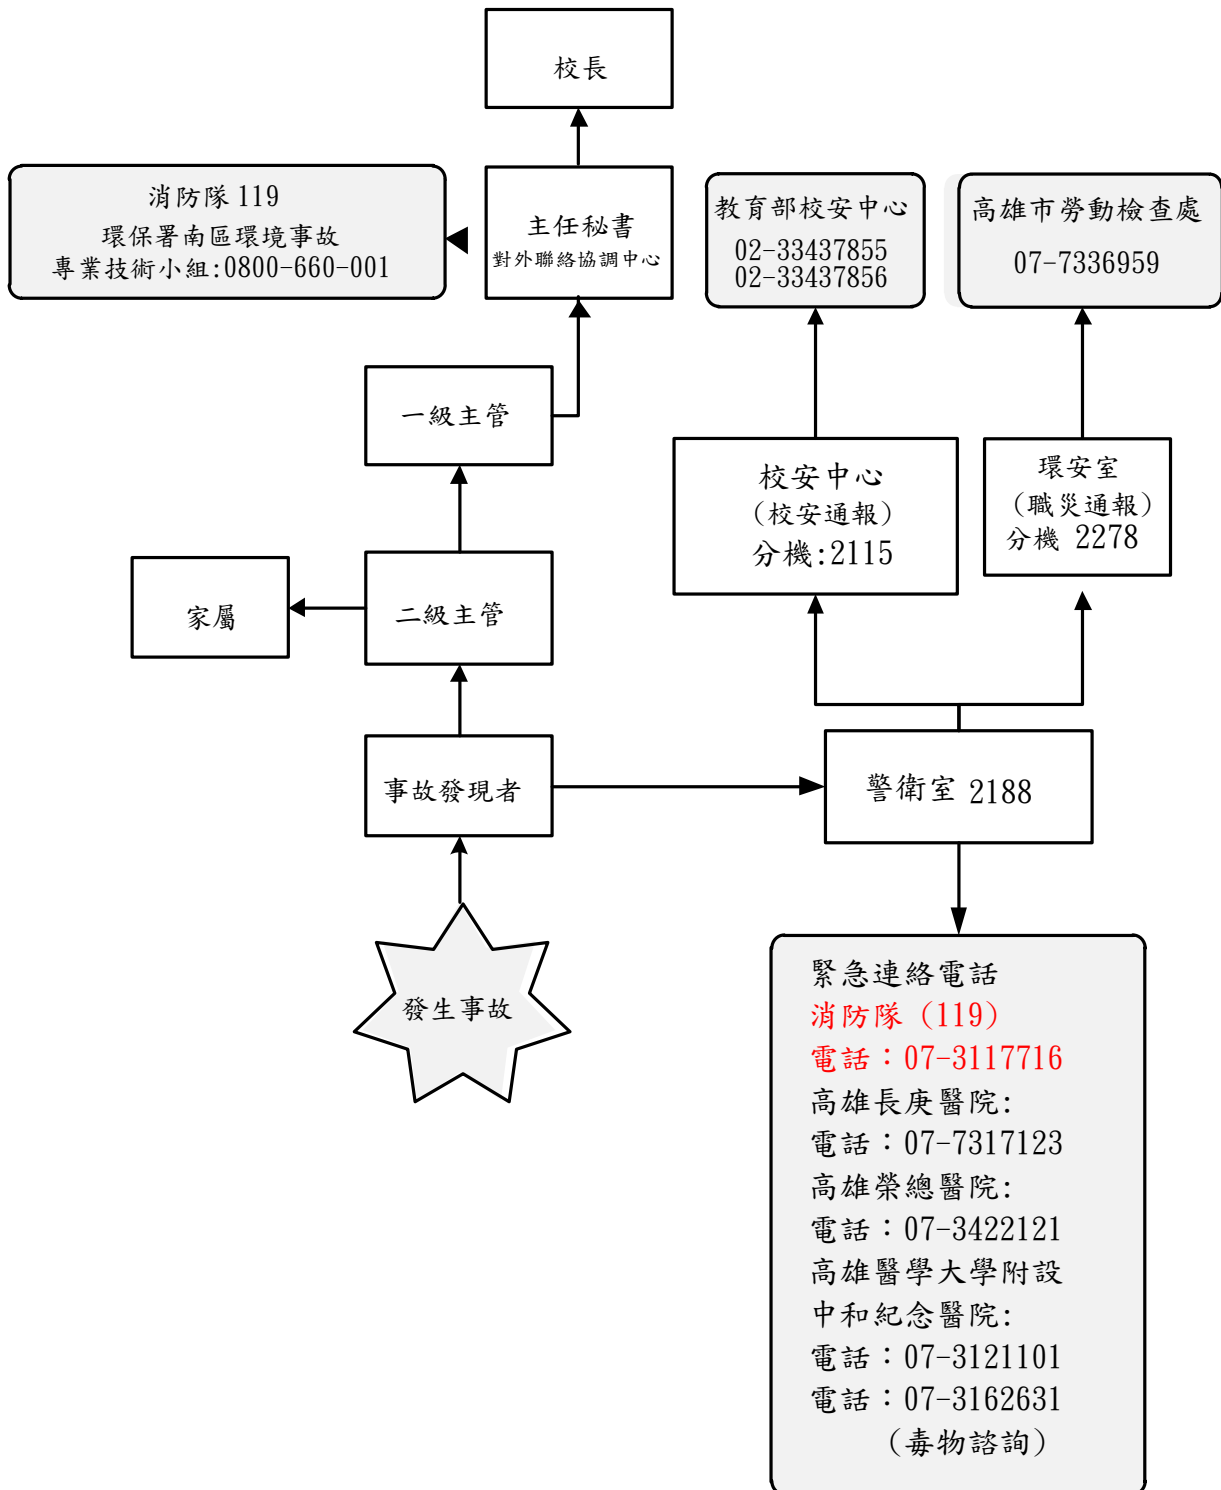 校長
消防隊 119
環保署南區環境事故
專業技術小組:0800-660-001
主任秘書
對外聯絡協調中心
教育部校安中心
02-33437855
02-33437856
高雄市勞動檢查處
07-7336959
一級主管
校安中心
(校安通報)
分機:2115
環安室
(職災通報)
分機 2278
家屬
二級主管
事故發現者
警衛室 2188
發生事故
緊急連絡電話
消防隊 (119)
電話：07-3117716
高雄長庚醫院:
電話：07-7317123
高雄榮總醫院:
電話：07-3422121
高雄醫學大學附設
中和紀念醫院:
電話：07-3121101
電話：07-3162631
(毒物諮詢)